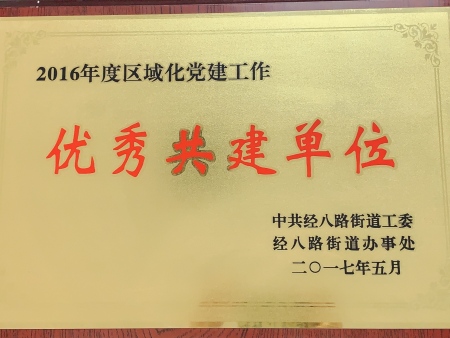 2016年度区域化党建工作
优秀共建单位
中共经八路街道工委
经八路街道办事处
二〇一七年五月